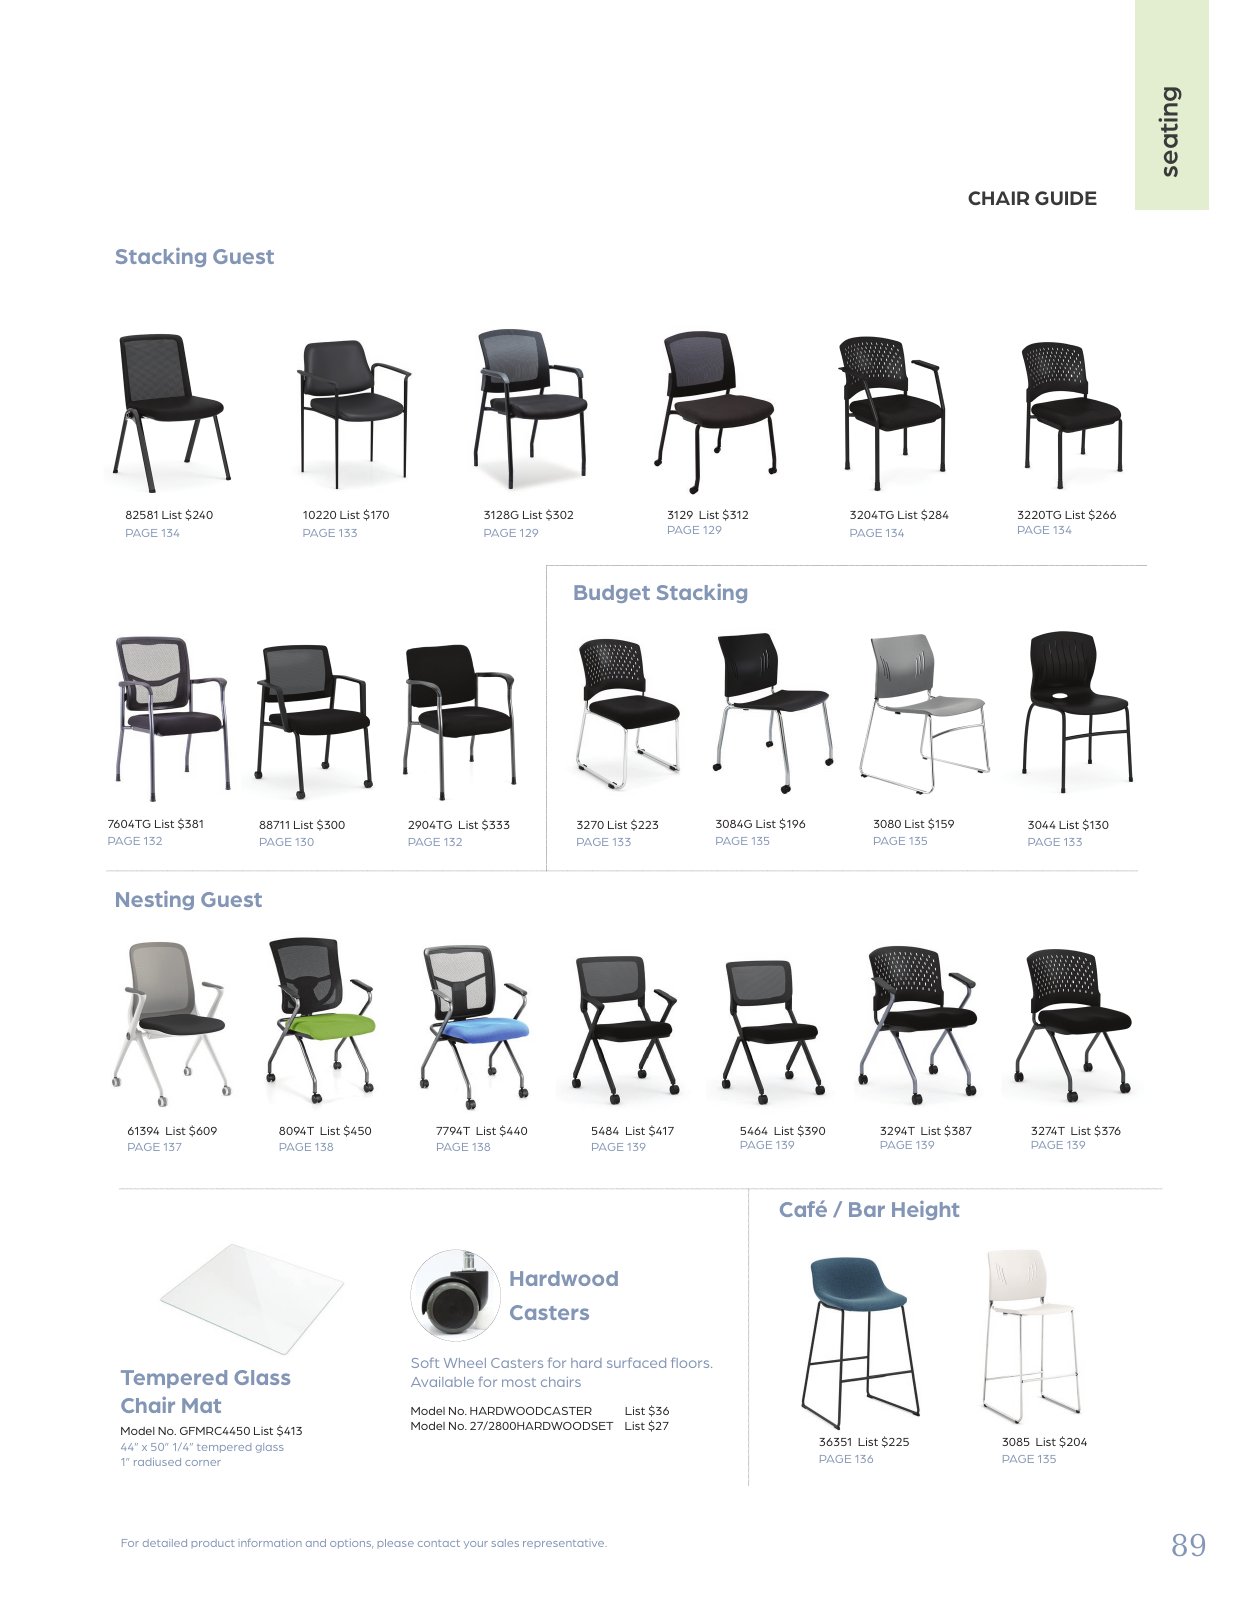 seating
CHAIR GUIDE
Stacking Guest
82581 List $240
PAGE 134
10220 List $170
PAGE 133
3128G List $302
PAGE 129
3129 List $312
PAGE 129
3204TG List $284
PAGE 134
3220TG List $266
PAGE 134
7604TG List $381
PAGE 132
88711 List $300
PAGE 130
2904TG List $333
PAGE 132
Budget Stacking
3270 List $223
PAGE 133
3084G List $196
PAGE 135
3080 List $159
PAGE 135
3044 List $130
PAGE 133
Nesting Guest
61394 List $609
PAGE 137
8094T List $450
PAGE 138
7794T List $440
PAGE 138
5484 List $417
PAGE 139
5464 List $390
PAGE 139
3294T List $387
PAGE 139
3274T List $376
PAGE 139
Tempered Glass
Chair Mat
Model No. GFMRC4450 List $413
44” x 50” 1/4” tempered glass
1” radiused corner
Hardwood
Casters
Soft Wheel Casters for hard surfaced floors.
Available for most chairs
Model No. HARDWOODCASTER List $36
Model No. 27/2800HARDWOODSET List $27
Café / Bar Height
36351 List $225
PAGE 136
3085 List $204
PAGE 135
For detailed product information and options, please contact your sales representative.
89